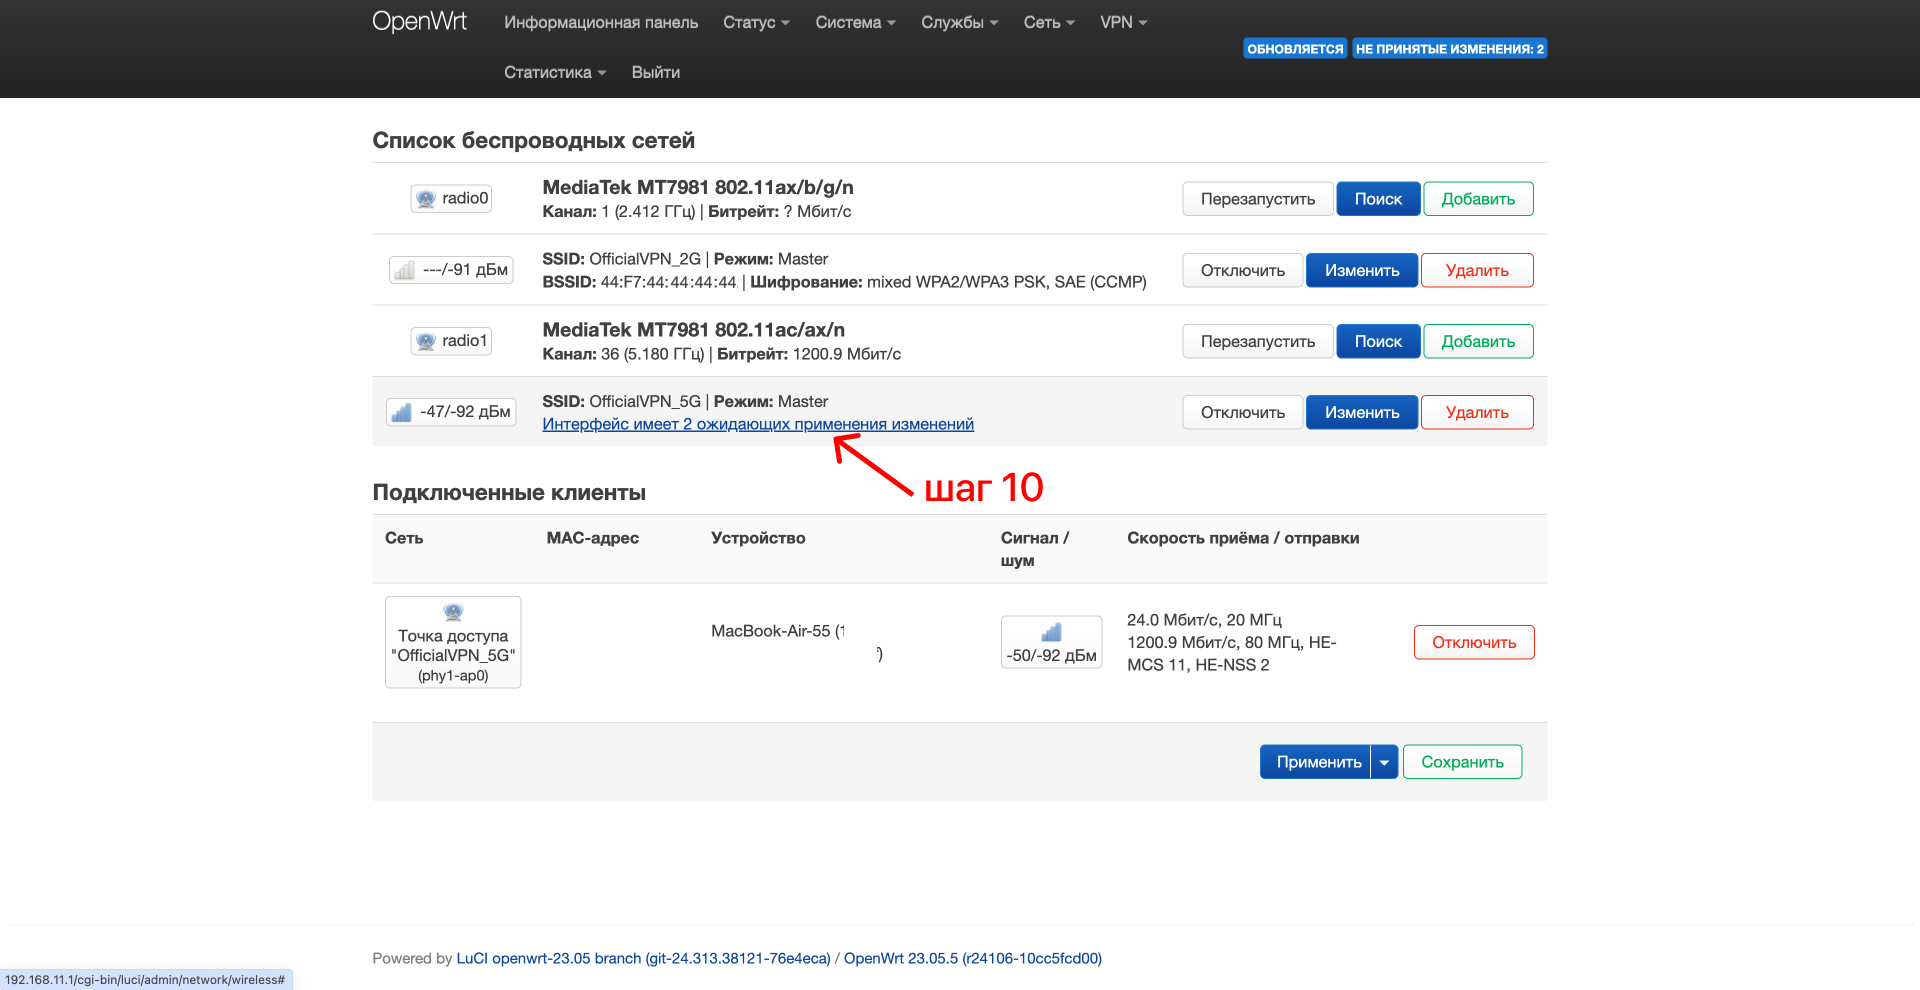 OpenWrt Информационная панель Статус Система Службы Сеть VPN
ОБНОВЛЯЕТСЯ НЕ ПРИНЯТЫЕ ИЗМЕНЕНИЯ: 2
Статистика Выйти
Список беспроводных сетей
radio0
MediaTek MT7981 802.11ax/b/g/n
Канал: 1 (2.412 ГГц) | Битрейт: ? Мбит/с
Перезапустить Поиск Добавить
---/-91 дБм
SSID: OfficialVPN_2G | Режим: Master
BSSID: 44:F7:44:44:44:44 | Шифрование: mixed WPA2/WPA3 PSK, SAE (CCMP)
Отключить Изменить Удалить
radio1
MediaTek MT7981 802.11ac/ax/n
Канал: 36 (5.180 ГГц) | Битрейт: 1200.9 Мбит/с
Перезапустить Поиск Добавить
-47/-92 дБм
SSID: OfficialVPN_5G | Режим: Master
Интерфейс имеет 2 ожидающих применения изменений
Отключить Изменить Удалить
шаг 10
Подключенные клиенты
Сеть MAC-адрес Устройство Сигнал / шум Скорость приёма / отправки
Точка доступа
"OfficialVPN_5G"
(phy1-ap0)
MacBook-Air-55 (
)
-50/-92 дБм
24.0 Мбит/с, 20 МГц
1200.9 Мбит/с, 80 МГц, HE-
MCS 11, HE-NSS 2
Отключить
Применить Сохранить
Powered by LuCI openwrt-23.05 branch (git-24.313.38121-76e4eca) / OpenWrt 23.05.5 (r24106-10cc5fcd00)
192.168.11.1/cgi-bin/luci/admin/network/wireless#